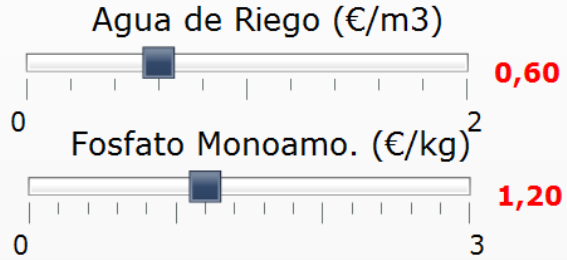 Agua de Riego (€/m3)
0,60
0 2
Fosfato Monoamo. (€/kg)
1,20
0 3